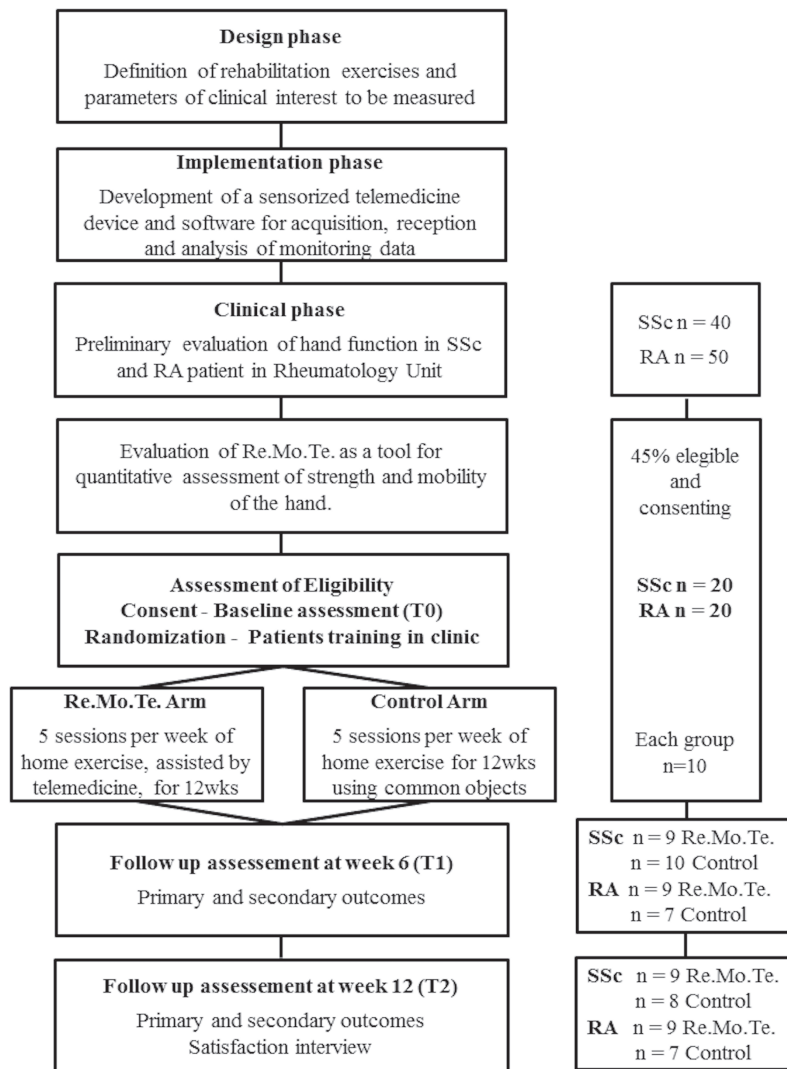 Design phase
Definition of rehabilitation exercises and
parameters of clinical interest to be measured
Implementation phase
Development of a sensorized telemedicine
device and software for acquisition, reception
and analysis of monitoring data
Clinical phase
Preliminary evaluation of hand function in SSc
and RA patient in Rheumatology Unit
SSc n = 40
RA n = 50
Evaluation of Re.Mo.Te. as a tool for
quantitative assessment of strength and mobility
of the hand.
45% elegible
and
consenting
SSc n = 20
RA n = 20
Assessment of Eligibility
Consent - Baseline assessment (T0)
Randomization - Patients training in clinic
Re.Mo.Te. Arm
5 sessions per week of
home exercise, assisted by
telemedicine, for 12wks
Control Arm
5 sessions per week of
home exercise for 12wks
using common objects
Each group
n=10
Follow up assessement at week 6 (T1)
Primary and secondary outcomes
SSc n = 9 Re.Mo.Te.
n = 10 Control
RA n = 9 Re.Mo.Te.
n = 7 Control
Follow up assessement at week 12 (T2)
Primary and secondary outcomes
Satisfaction interview
SSc n = 9 Re.Mo.Te.
n = 8 Control
RA n = 9 Re.Mo.Te.
n = 7 Control